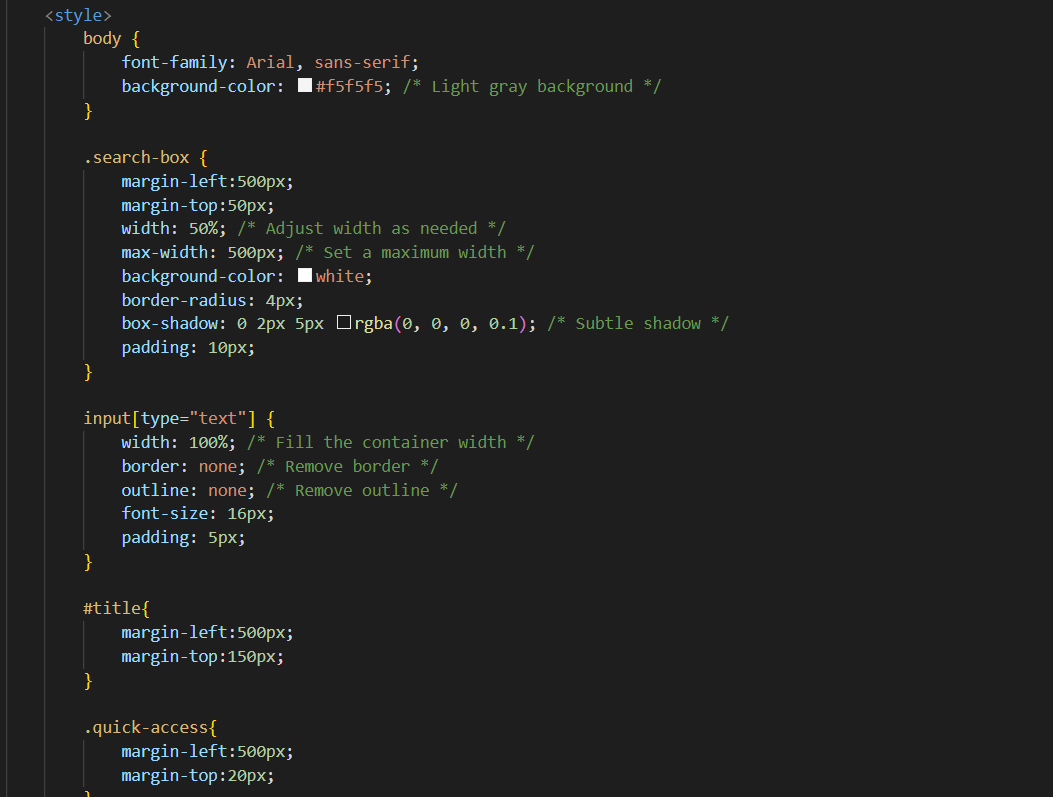 <style>
body {
font-family: Arial, sans-serif;
background-color: #f5f5f5; /* Light gray background */
}
.search-box {
margin-left:500px;
margin-top:50px;
width: 50%; /* Adjust width as needed */
max-width: 500px; /* Set a maximum width */
background-color: white;
border-radius: 4px;
box-shadow: 0 2px 5px rgba(0, 0, 0, 0.1); /* Subtle shadow */
padding: 10px;
}
input[type="text"] {
width: 100%; /* Fill the container width */
border: none; /* Remove border */
outline: none; /* Remove outline */
font-size: 16px;
padding: 5px;
}
#title{
margin-left:500px;
margin-top:150px;
}
.quick-access{
margin-left:500px;
margin-top:20px;
}